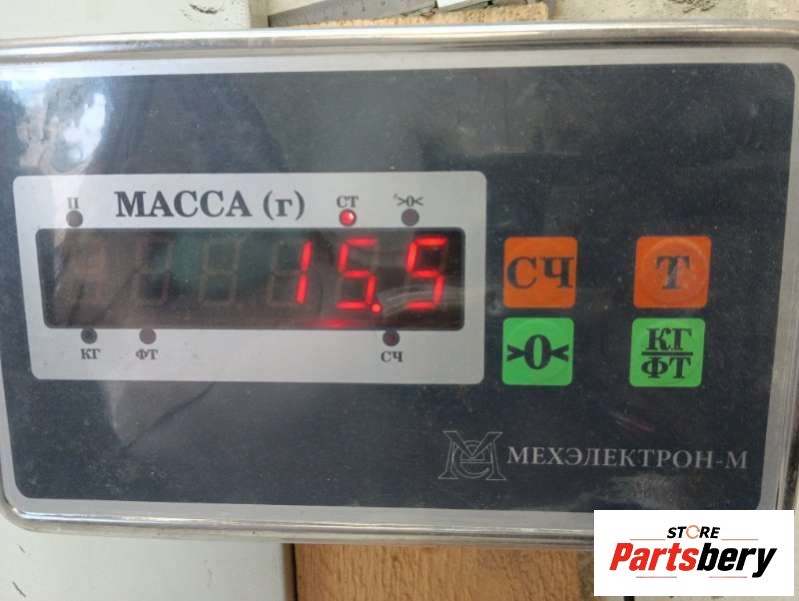 П МАССА (г) СТ >0<
15.5
КГ ФТ СЧ
СЧ Т
>0< КГ
ФТ
МЕХЭЛЕКТРОН-М
STORE
Partsbery